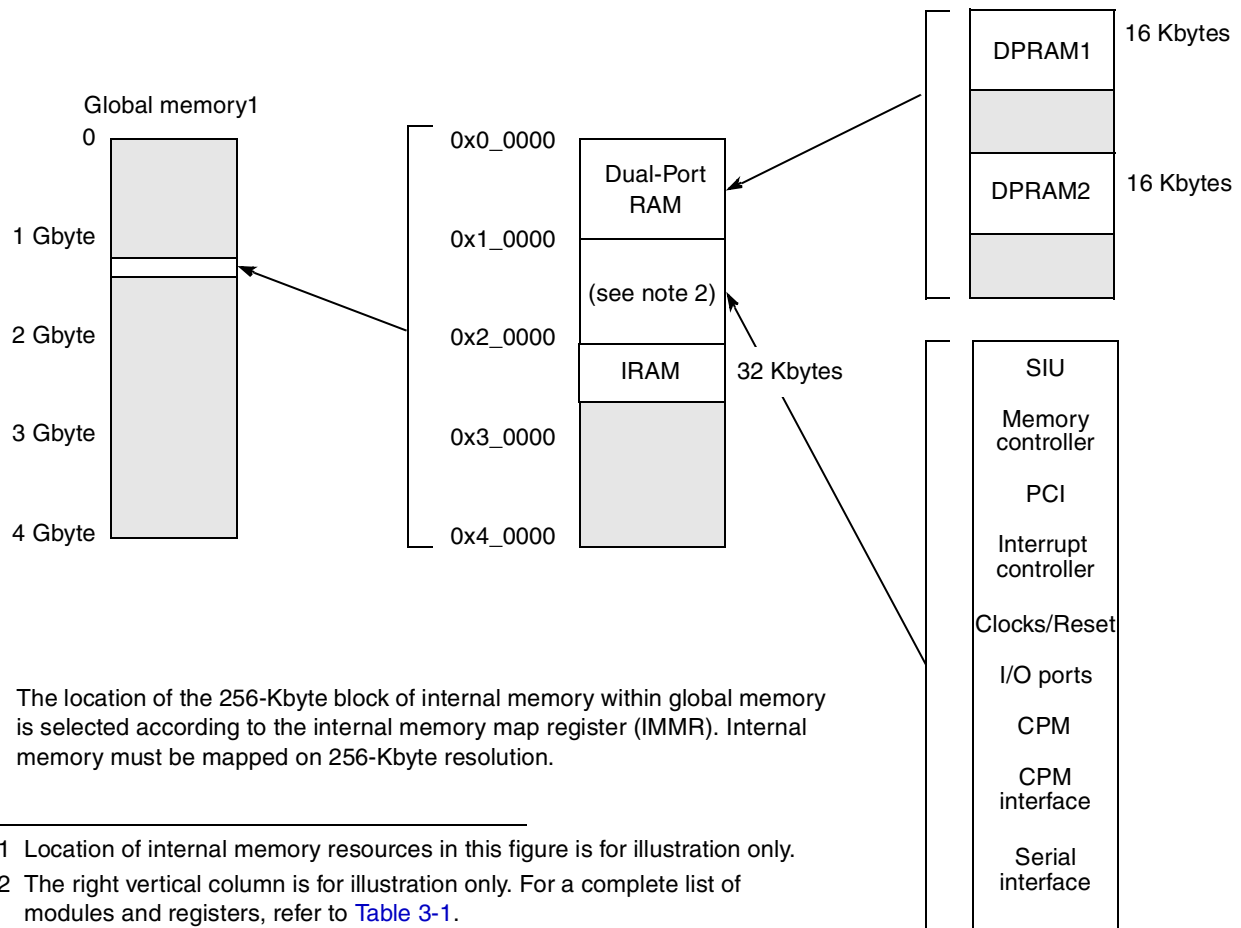 Global memory1
0
1 Gbyte
2 Gbyte
3 Gbyte
4 Gbyte
0x0_0000
0x1_0000
0x2_0000
0x3_0000
0x4_0000
Dual-Port
RAM
(see note 2)
IRAM
32 Kbytes
DPRAM1
16 Kbytes
DPRAM2
16 Kbytes
SIU
Memory
controller
PCI
Interrupt
controller
Clocks/Reset
I/O ports
CPM
CPM
interface
Serial
interface
The location of the 256-Kbyte block of internal memory within global memory
is selected according to the internal memory map register (IMMR). Internal
memory must be mapped on 256-Kbyte resolution.
1 Location of internal memory resources in this figure is for illustration only.
2 The right vertical column is for illustration only. For a complete list of
modules and registers, refer to Table 3-1.